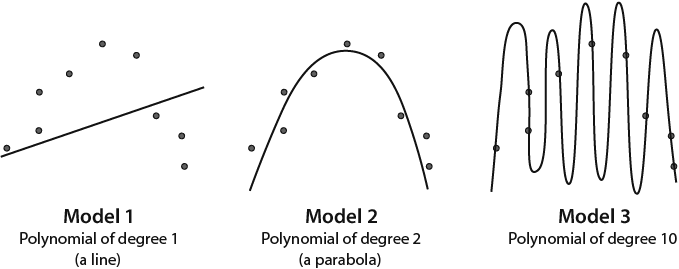 Model 1
Polynomial of degree 1
(a line)
Model 2
Polynomial of degree 2
(a parabola)
Model 3
Polynomial of degree 10